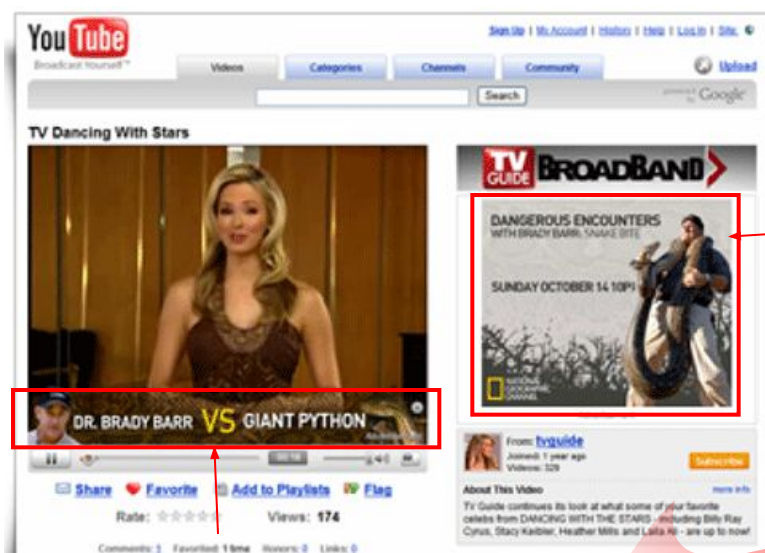 You Tube
Broadcast Yourself™
Sign Up | My Account | History | Help | Log In | Site:
Videos
Categories
Channels
Community
Upload
Search
powered by Google
TV Dancing With Stars
TV GUIDE BROADBAND
DANGEROUS ENCOUNTERS
WITH BRADY BARR: SNAKE BITE
SUNDAY OCTOBER 14 10P
NATIONAL
GEOGRAPHIC
CHANNEL
DR. BRADY BARR VS GIANT PYTHON
Share
Favorite
Add to Playlists
Flag
Rate:
Views: 174
Comments: 1 Favorited: 1 time Honors: 0 Links: 0
From: tvguide
Joined: 1 year ago
Videos: 329
Subscribe
About This Video
more info
TV Guide continues its look at what some of your favorite
celebs from DANCING WITH THE STARS - including Billy Ray
Cyrus, Stacy Keibler, Heather Mills and Laila Ali - are up to now!